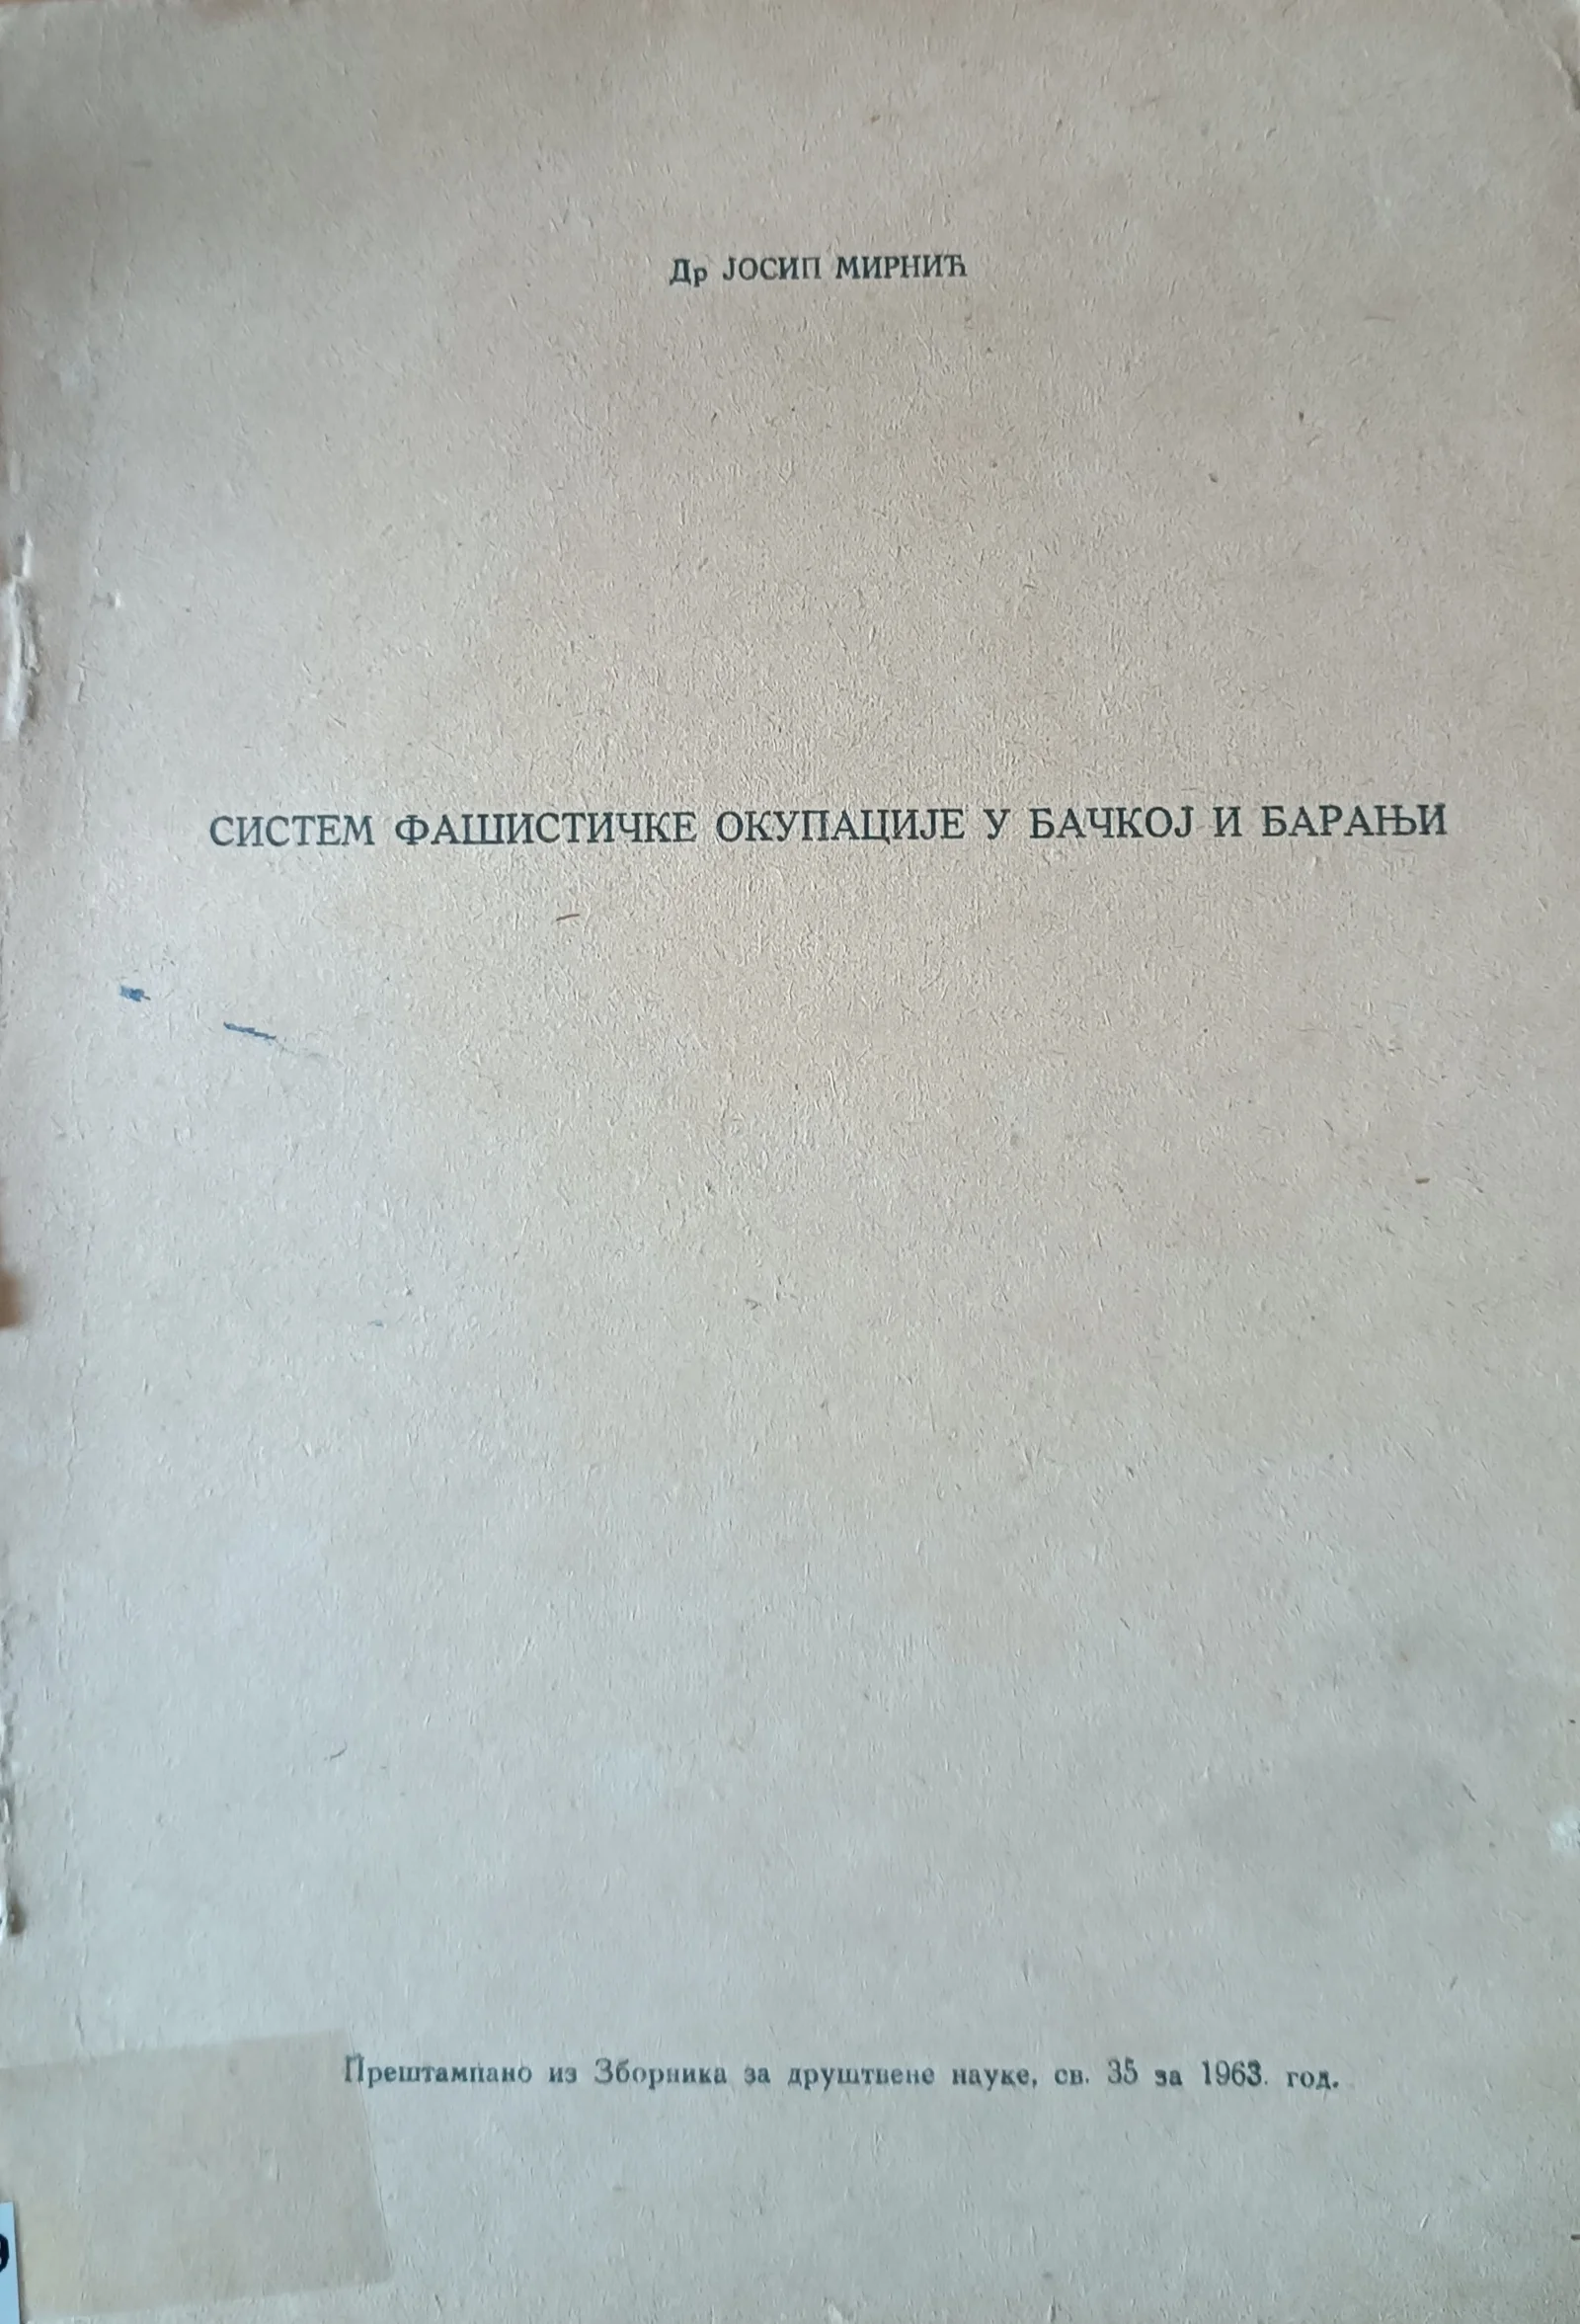 Др ЈОСИП МИРНИЋ
СИСТЕМ ФАШИСТИЧКЕ ОКУПАЦИЈЕ У БАЧКОЈ И БАРАЊИ
Прештампано из Зборника за друштвене науке, св. 35 за 1963. год.